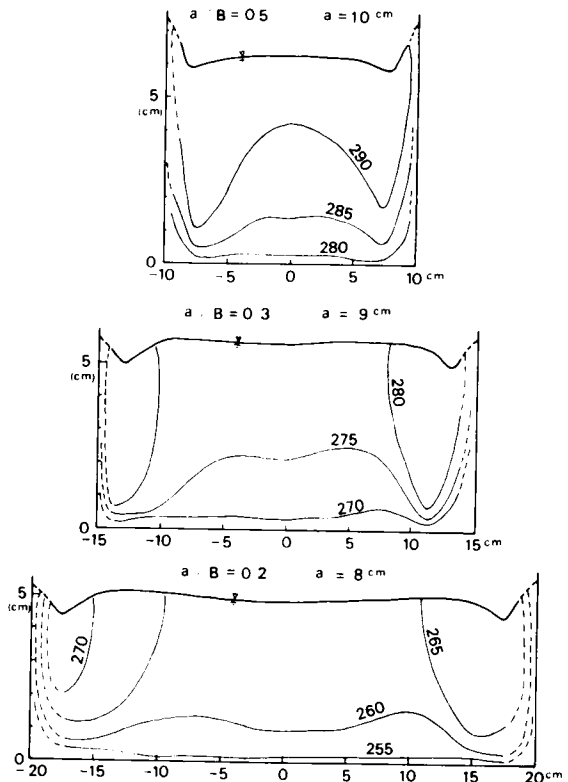 a B = 0.5 a = 10 cm
5
(cm)
290
285
280
0
-10 -5 0 5 10 cm
a B = 0.3 a = 9 cm
5
(cm)
280
275
270
0
-15 -10 -5 0 5 10 15 cm
a B = 0.2 a = 8 cm
5
(cm)
270
265
260
255
0
-20 -15 -10 -5 0 5 10 15 20 cm